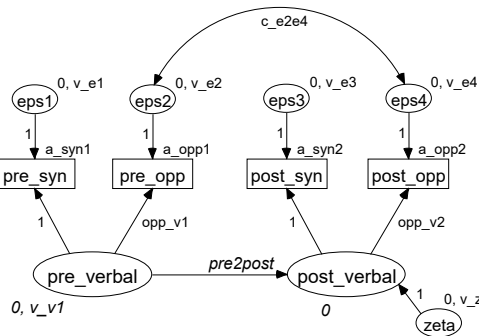 c_e2e4
0, v_e1
0, v_e2
0, v_e3
0, v_e4
eps1
eps2
eps3
eps4
1
1
1
1
a_syn1
a_opp1
a_syn2
a_opp2
pre_syn
pre_opp
post_syn
post_opp
1
opp_v1
1
opp_v2
pre2post
pre_verbal
post_verbal
0, v_v1
0
1
0, v_z
zeta